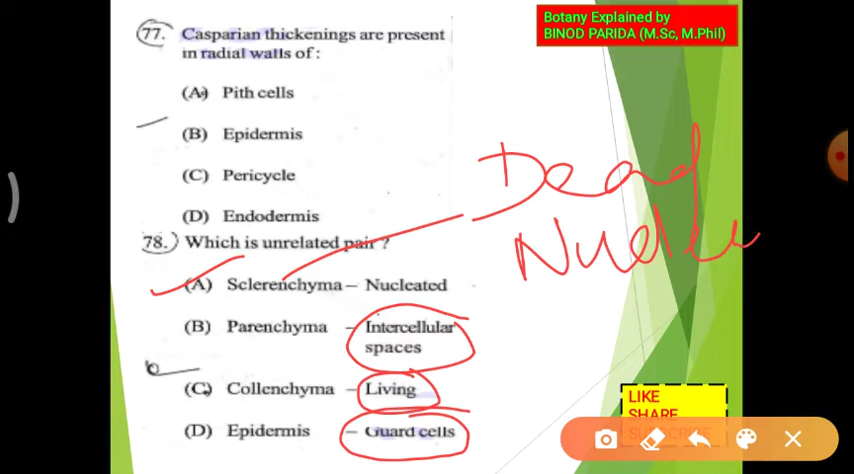 Botany Explained by
BINOD PARIDA (M.Sc, M.Phil)
77. Casparian thickenings are present
in radial walls of :
(A) Pith cells
(B) Epidermis
(C) Pericycle
(D) Endodermis
78. Which is unrelated pair ?
(A) Sclerenchyma – Nucleated
(B) Parenchyma – Intercellular
spaces
(C) Collenchyma – Living
(D) Epidermis – Guard cells
Dead
LIKE
SHARE
SUBSCRIBE